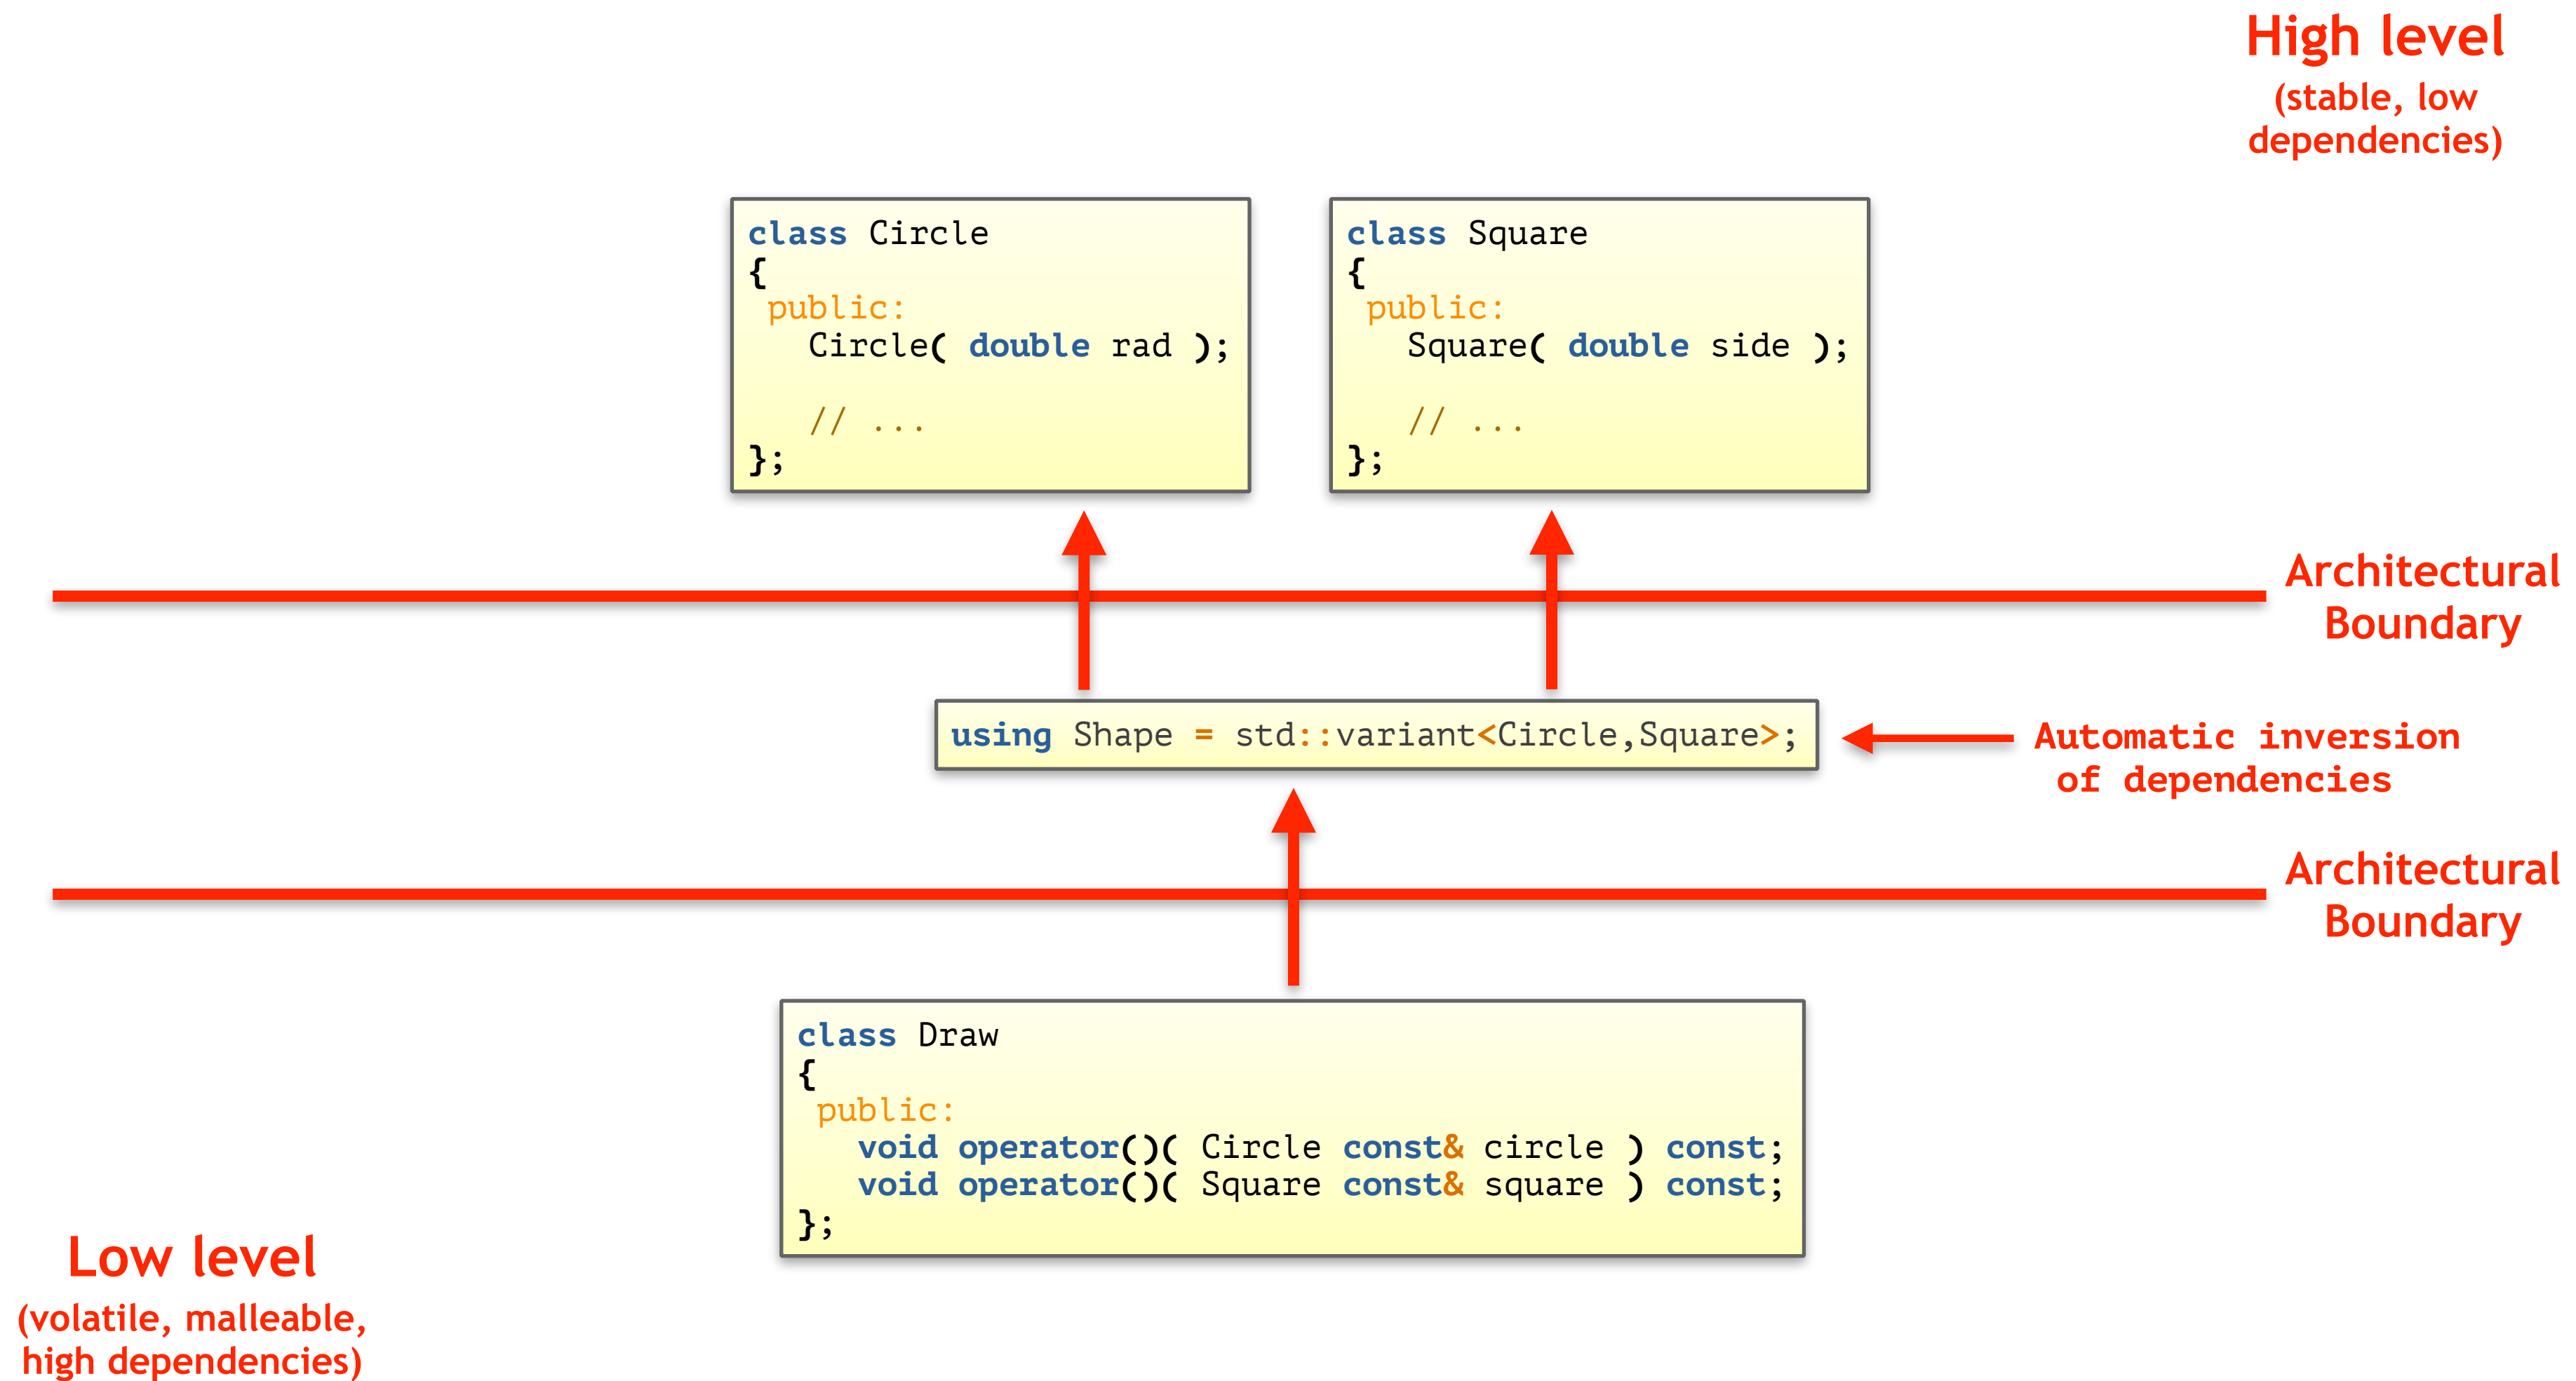 High level
(stable, low
dependencies)
class Circle
{
 public:
   Circle( double rad );

   // ...
};
class Square
{
 public:
   Square( double side );

   // ...
};
Architectural
Boundary
using Shape = std::variant<Circle,Square>;
Automatic inversion
of dependencies
Architectural
Boundary
class Draw
{
 public:
   void operator()( Circle const& circle ) const;
   void operator()( Square const& square ) const;
};
Low level
(volatile, malleable,
high dependencies)